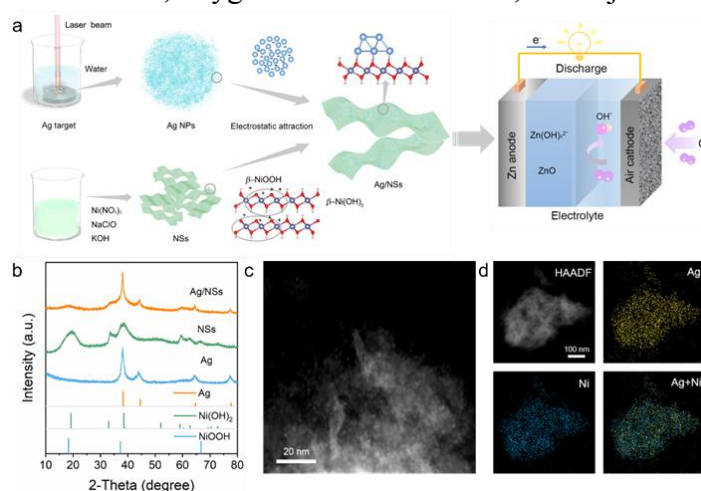 a
Laser beam
Water
Ag target
Ag NPs
Electrostatic attraction
Ni(NO₃)₂
NaClO
KOH
NSs
β-NiOOH
β-Ni(OH)₂
Ag/NSs
e⁻
Discharge
Zn anode
Zn(OH)₄²⁻
ZnO
OH⁻
Air cathode
Electrolyte
b
Ag/NSs
NSs
Ag
Ag
Ni(OH)₂
NiOOH
Intensity (a.u.)
10 20 30 40 50 60 70 80
2-Theta (degree)
c
20 nm
d
HAADF
100 nm
Ag
Ni
Ag+Ni